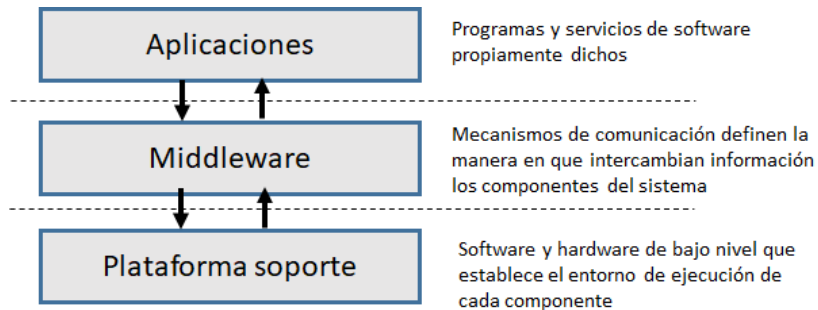 Aplicaciones
Programas y servicios de software
propiamente dichos
Middleware
Mecanismos de comunicación definen la
manera en que intercambian información
los componentes del sistema
Plataforma soporte
Software y hardware de bajo nivel que
establece el entorno de ejecución de
cada componente